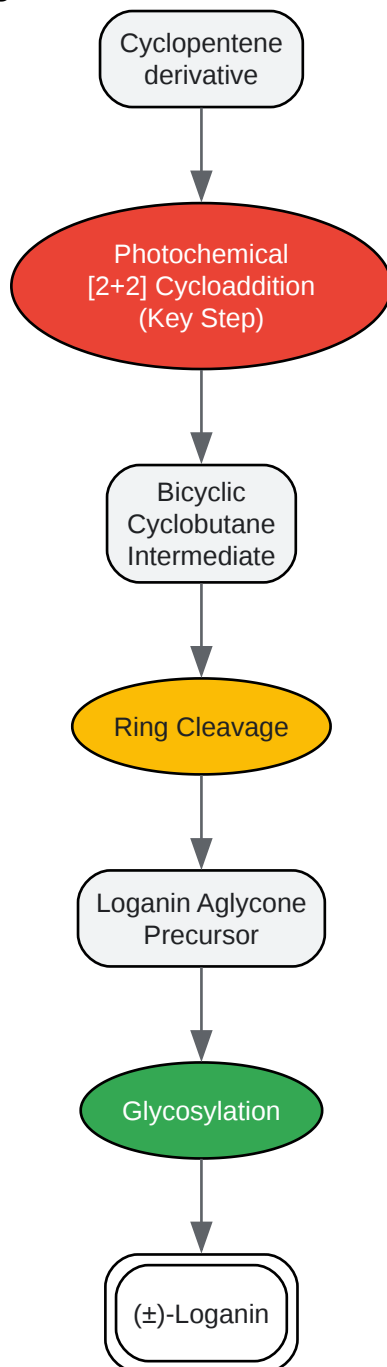 Cyclopentene
derivative
Photochemical
[2+2] Cycloaddition
(Key Step)
Bicyclic
Cyclobutane
Intermediate
Ring Cleavage
Loganin Aglycone
Precursor
Glycosylation
(±)-Loganin